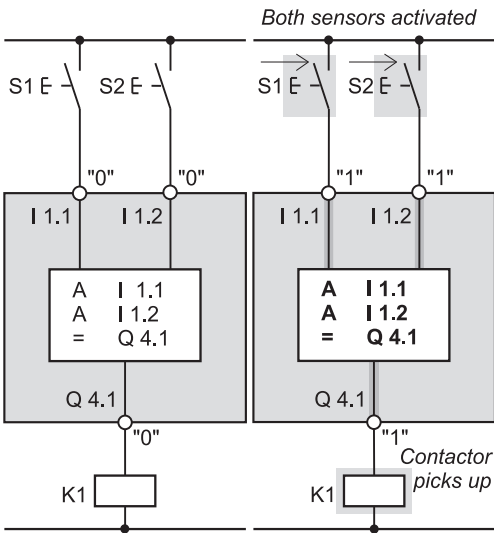 Both sensors activated
S1 S2 S1 S2
"0" "0" "1" "1"
I 1.1 I 1.2 I 1.1 I 1.2
A I 1.1 A I 1.1
A I 1.2 A I 1.2
= Q 4.1 = Q 4.1
Q 4.1 Q 4.1
"0" "1"
Contactor
K1 K1 picks up